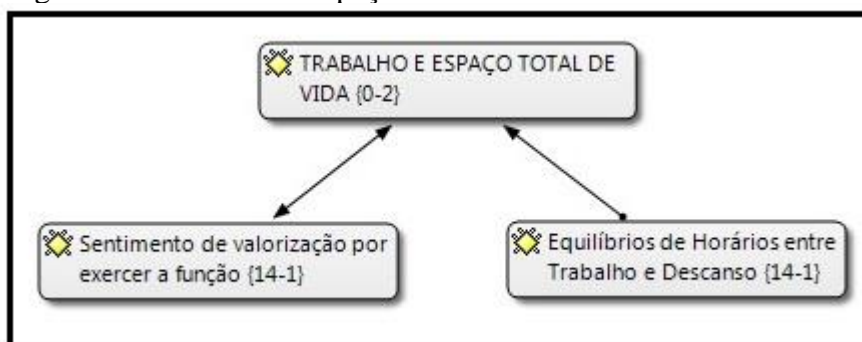 TRABALHO E ESPAÇO TOTAL DE
VIDA {0-2}
Sentimento de valorização por
exercer a função {14-1}
Equilíbrios de Horários entre
Trabalho e Descanso {14-1}